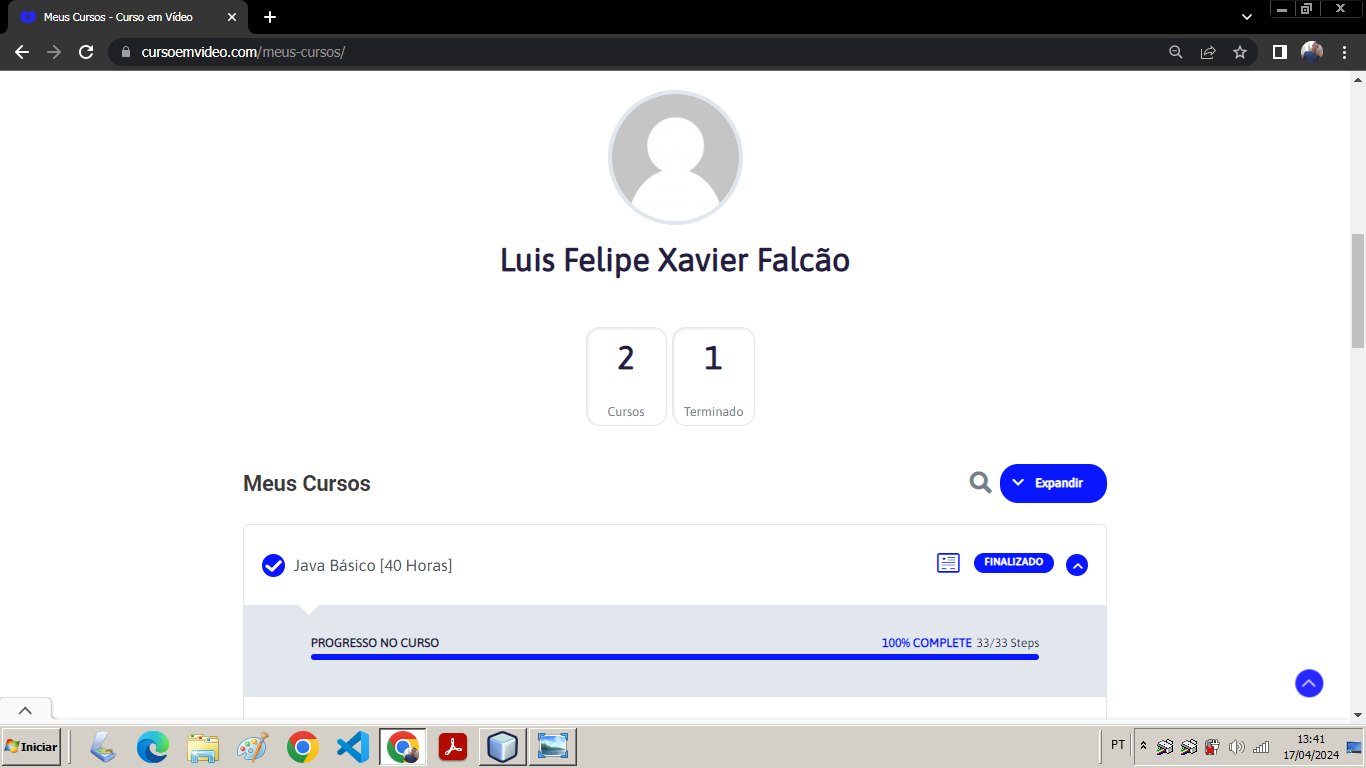 Meus Cursos - Curso em Vídeo
cursoemvideo.com/meus-cursos/
Luis Felipe Xavier Falcão
2
Cursos
1
Terminado
Meus Cursos
Expandir
Java Básico [40 Horas]
FINALIZADO
PROGRESSO NO CURSO
100% COMPLETE 33/33 Steps
Iniciar
PT
13:41
17/04/2024